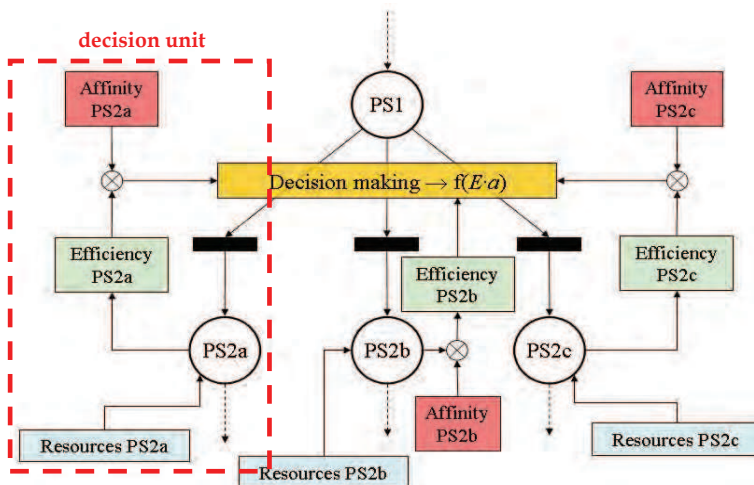 decision unit
Affinity
PS2a
PS1
Affinity
PS2c
Decision making → f(E·a)
Efficiency
PS2a
Efficiency
PS2b
Efficiency
PS2c
PS2a
PS2b
PS2c
Affinity
PS2b
Resources PS2a
Resources PS2b
Resources PS2c